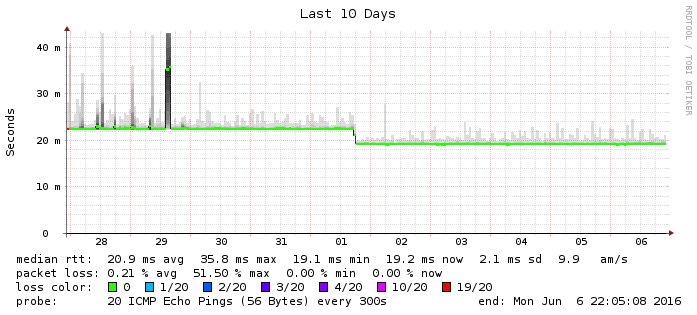 Last 10 Days
RRDTOOL / TOBI OETIKER
Seconds
40 m
30 m
20 m
10 m
0
28 29 30 31 01 02 03 04 05 06
median rtt: 20.9 ms avg 35.8 ms max 19.1 ms min 19.2 ms now 2.1 ms sd 9.9 am/s
packet loss: 0.21 % avg 51.50 % max 0.00 % min 0.00 % now
loss color: 0 1/20 2/20 3/20 4/20 10/20 19/20
probe: 20 ICMP Echo Pings (56 Bytes) every 300s end: Mon Jun 6 22:05:08 2016